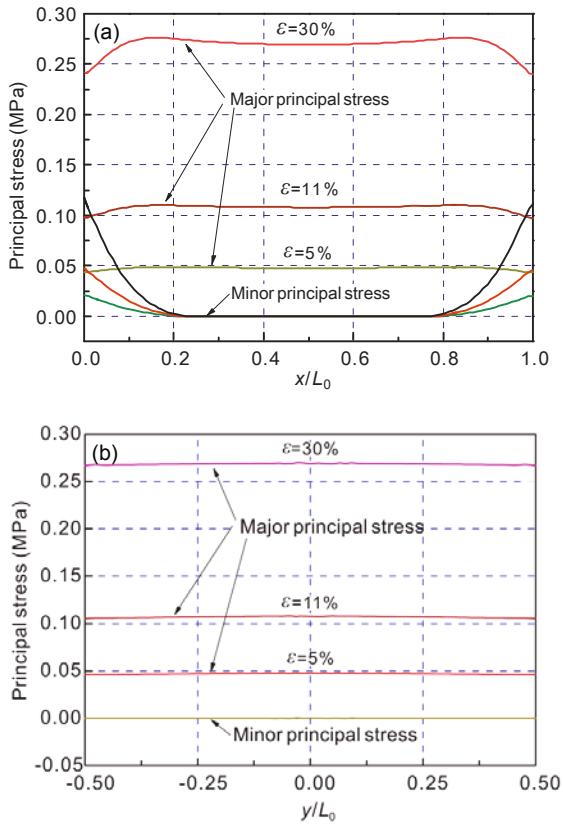 (a)
ε=30%
0.30
0.25
0.20
0.15
0.10
0.05
0.00
Principal stress (MPa)
Major principal stress
ε=11%
ε=5%
Minor principal stress
0.0 0.2 0.4 0.6 0.8 1.0
x/L0
(b)
ε=30%
0.30
0.25
0.20
0.15
0.10
0.05
0.00
-0.05
Principal stress (MPa)
Major principal stress
ε=11%
ε=5%
Minor principal stress
-0.50 -0.25 0.00 0.25 0.50
y/L0